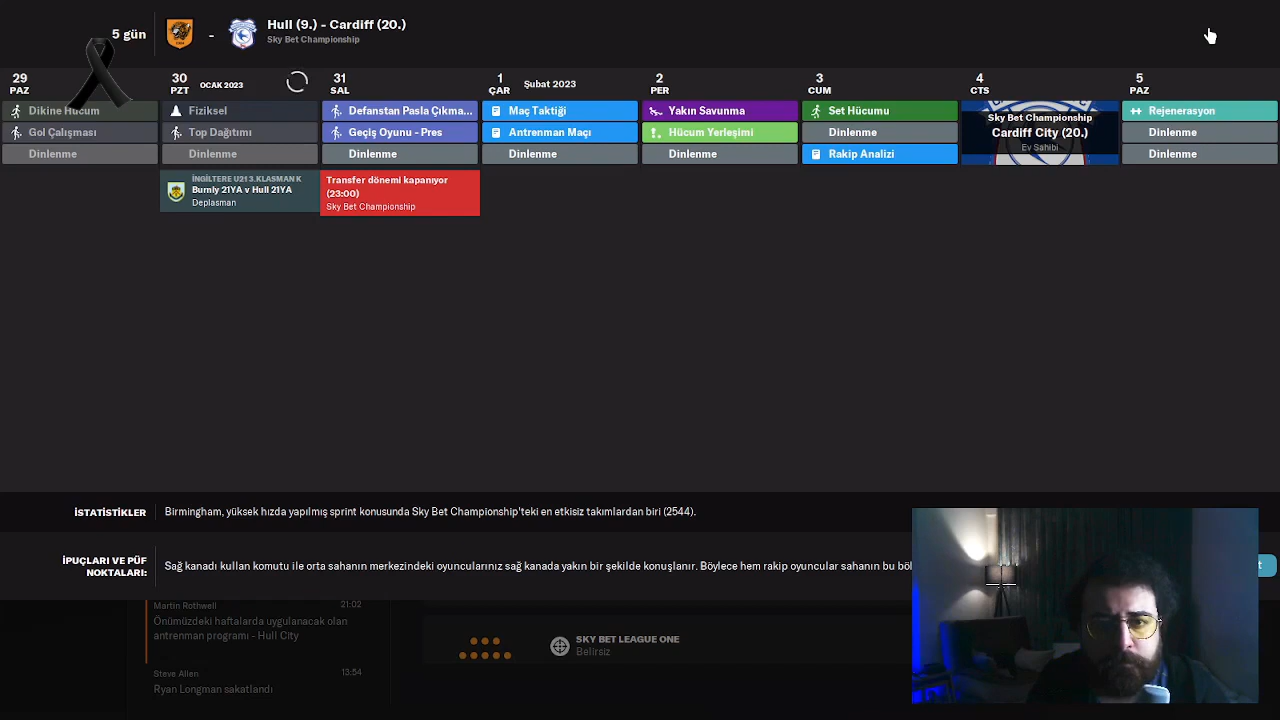 5 gün
-
Hull (9.) - Cardiff (20.)
Sky Bet Championship
29
PAZ
30
PZT
OCAK 2023
31
SAL
1
ÇAR
Şubat 2023
2
PER
3
CUM
4
CTS
5
PAZ
Dikine Hücum
Gol Çalışması
Dinlenme
Fiziksel
Top Dağıtımı
Dinlenme
Defanstan Pasla Çıkma...
Geçiş Oyunu - Pres
Dinlenme
Maç Taktiği
Antrenman Maçı
Dinlenme
Yakın Savunma
Hücum Yerleşimi
Dinlenme
Set Hücumu
Dinlenme
Rakip Analizi
Sky Bet Championship
Cardiff City (20.)
Ev Sahibi
Rejenerasyon
Dinlenme
Dinlenme
İNGİLTERE U21 3.KLASMAN K
Burnly 21YA v Hull 21YA
Deplasman
Transfer dönemi kapanıyor
(23:00)
Sky Bet Championship
İSTATİSTİKLER
Birmingham, yüksek hızda yapılmış sprint konusunda Sky Bet Championship'teki en etkisiz takımlardan biri (2544).
İPUÇLARI VE PÜF
NOKTALARI:
Sağ kanadı kullan komutu ile orta sahanın merkezindeki oyuncularınız sağ kanada yakın bir şekilde konuşlanır. Böylece hem rakip oyuncular sahanın bu böl
t
Martin Rothwell
21:02
Önümüzdeki haftalarda uygulanacak olan
antrenman programı - Hull City
Steve Allen
13:54
Ryan Longman sakatlandı
SKY BET LEAGUE ONE
Belirsiz